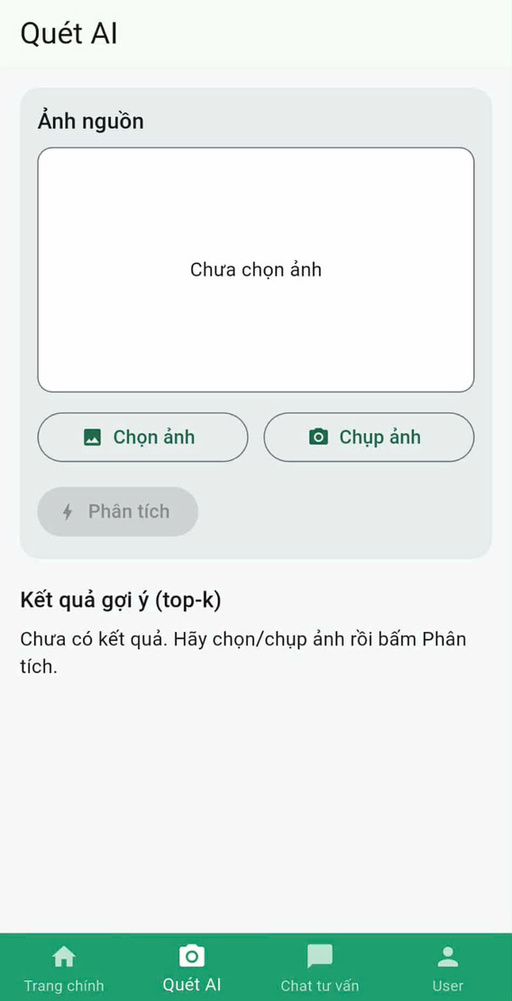 Quét AI
Ảnh nguồn
Chưa chọn ảnh
Chọn ảnh
Chụp ảnh
Phân tích
Kết quả gợi ý (top-k)
Chưa có kết quả. Hãy chọn/chụp ảnh rồi bấm Phân
tích.
Trang chính
Quét AI
Chat tư vấn
User